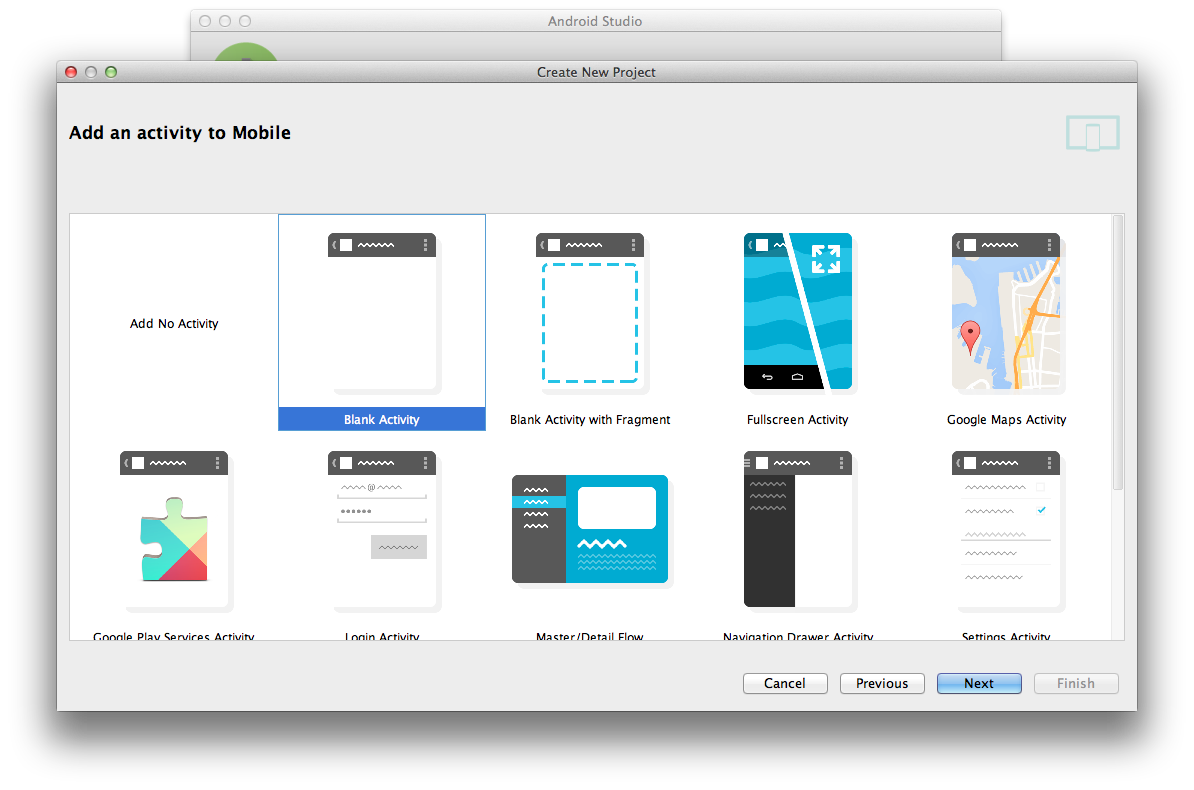 Android Studio
Create New Project
Add an activity to Mobile
Add No Activity
Blank Activity
Blank Activity with Fragment
Fullscreen Activity
Google Maps Activity
@
Google Play Services Activity
Login Activity
Master/Detail Flow
Navigation Drawer Activity
Settings Activity
Cancel
Previous
Next
Finish